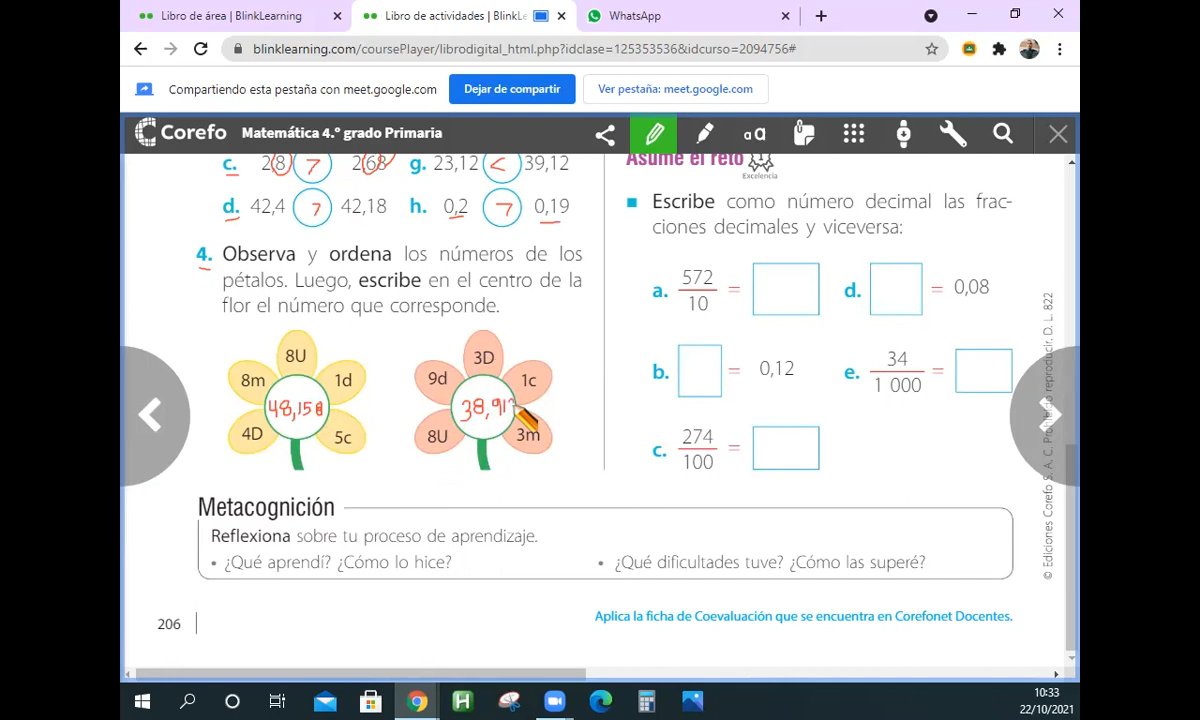 Libro de área | BlinkLearning
Libro de actividades | BlinkLe
WhatsApp
blinklearning.com/coursePlayer/librodigital_html.php?idclase=125353536&idcurso=2094756#
Compartiendo esta pestaña con meet.google.com
Dejar de compartir
Ver pestaña: meet.google.com
Corefo
Matemática 4.º grado Primaria
aa
c. 2,8 > 2,68 g. 23,12 < 39,12
d. 42,4 > 42,18 h. 0,2 > 0,19
4. Observa y ordena los números de los
pétalos. Luego, escribe en el centro de la
flor el número que corresponde.
8U
8m 1d
48,158
4D 5c
3D
9d 1c
38,91
8U 3m
Asume el reto
Excelencia
Escribe como número decimal las frac-
ciones decimales y viceversa:
a. 572/10 =
d. = 0,08
b. = 0,12
e. 34/1 000 =
c. 274/100 =
© Ediciones Corefo S. A. C. Prohibido reproducir. D. L. 822
Metacognición
Reflexiona sobre tu proceso de aprendizaje.
• ¿Qué aprendí? ¿Cómo lo hice?
• ¿Qué dificultades tuve? ¿Cómo las superé?
206
Aplica la ficha de Coevaluación que se encuentra en Corefonet Docentes.
10:33
22/10/2021